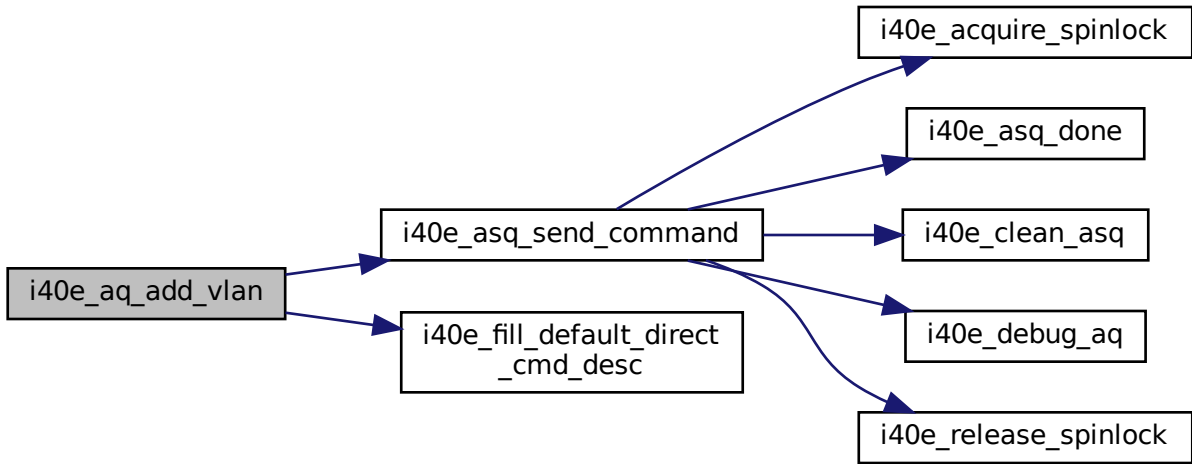 i40e_acquire_spinlock
i40e_asq_done
i40e_asq_send_command
i40e_clean_asq
i40e_aq_add_vlan
i40e_fill_default_direct
_cmd_desc
i40e_debug_aq
i40e_release_spinlock